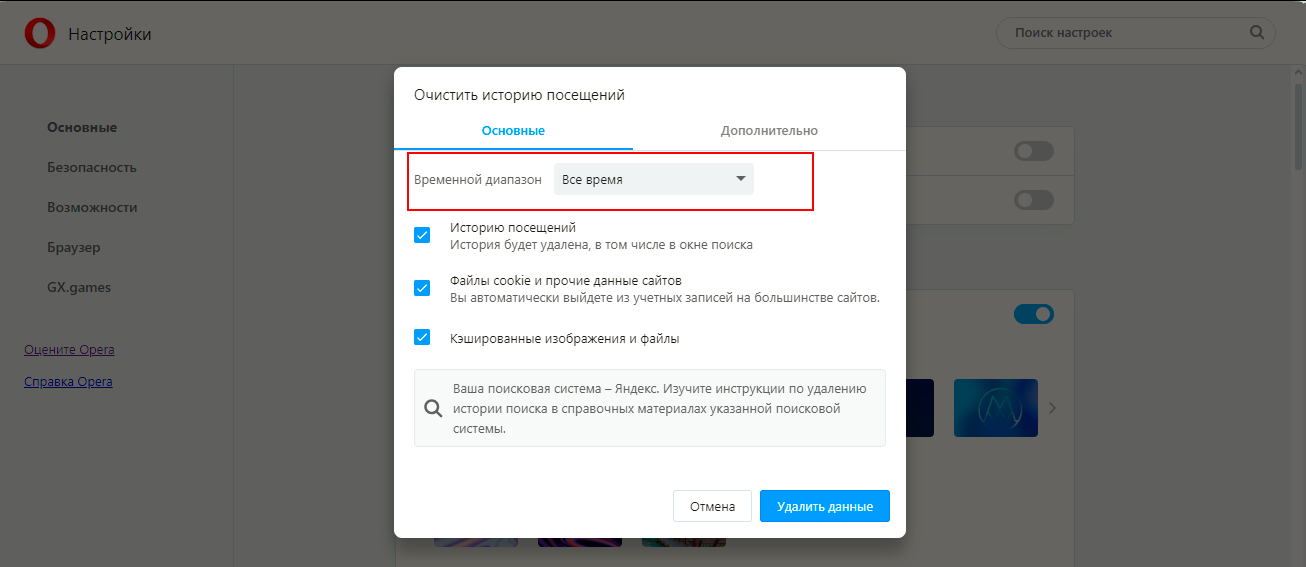 Настройки
Поиск настроек
Основные
Безопасность
Возможности
Браузер
GX.games
Оцените Opera
Справка Opera
Очистить историю посещений
Основные
Дополнительно
Временной диапазон
Все время
Историю посещений
История будет удалена, в том числе в окне поиска
Файлы cookie и прочие данные сайтов
Вы автоматически выйдете из учетных записей на большинстве сайтов.
Кэшированные изображения и файлы
Ваша поисковая система – Яндекс. Изучите инструкции по удалению
истории поиска в справочных материалах указанной поисковой
системы.
Отмена
Удалить данные